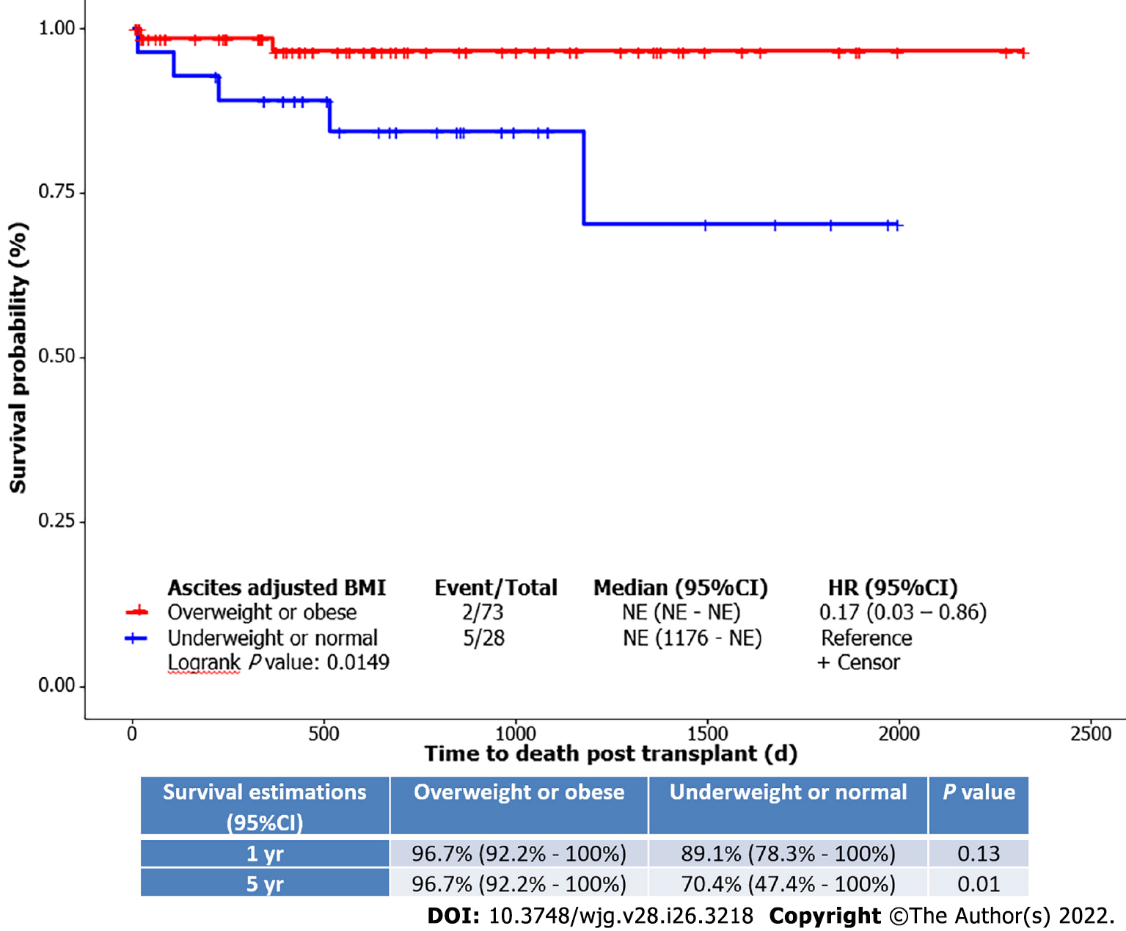 1.00
0.75
0.50
0.25
0.00
Survival probability (%)
Ascites adjusted BMI Event/Total Median (95%CI) HR (95%CI)
Overweight or obese 2/73 NE (NE - NE) 0.17 (0.03 – 0.86)
Underweight or normal 5/28 NE (1176 - NE) Reference
Logrank P value: 0.0149 + Censor
0 500 1000 1500 2000 2500
Time to death post transplant (d)
Survival estimations (95%CI) Overweight or obese Underweight or normal P value
1 yr 96.7% (92.2% - 100%) 89.1% (78.3% - 100%) 0.13
5 yr 96.7% (92.2% - 100%) 70.4% (47.4% - 100%) 0.01
DOI: 10.3748/wjg.v28.i26.3218 Copyright ©The Author(s) 2022.